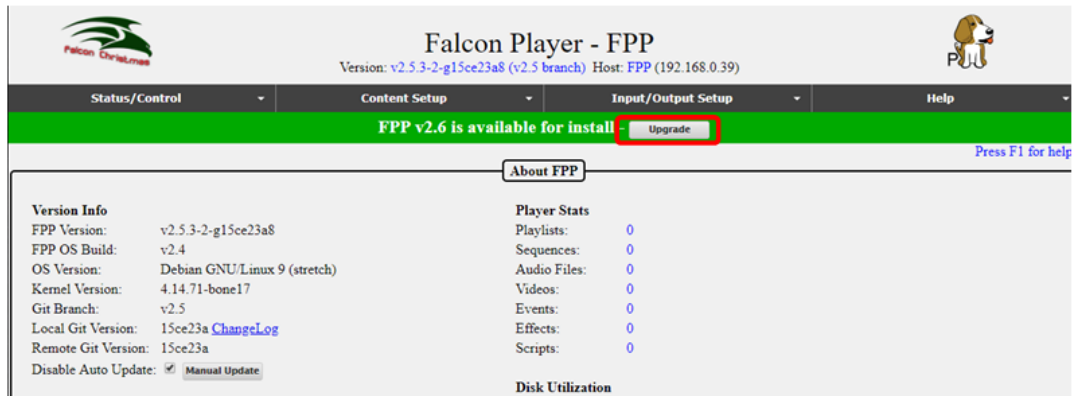 Falcon Christmas
Falcon Player - FPP
Version: v2.5.3-2-g15ce23a8 (v2.5 branch) Host: FPP (192.168.0.39)
Status/Control
Content Setup
Input/Output Setup
Help
FPP v2.6 is available for install - Upgrade
Press F1 for help
About FPP
Version Info
FPP Version: v2.5.3-2-g15ce23a8
FPP OS Build: v2.4
OS Version: Debian GNU/Linux 9 (stretch)
Kernel Version: 4.14.71-bone17
Git Branch: v2.5
Local Git Version: 15ce23a ChangeLog
Remote Git Version: 15ce23a
Disable Auto Update: Manual Update
Player Stats
Playlists: 0
Sequences: 0
Audio Files: 0
Videos: 0
Events: 0
Effects: 0
Scripts: 0
Disk Utilization